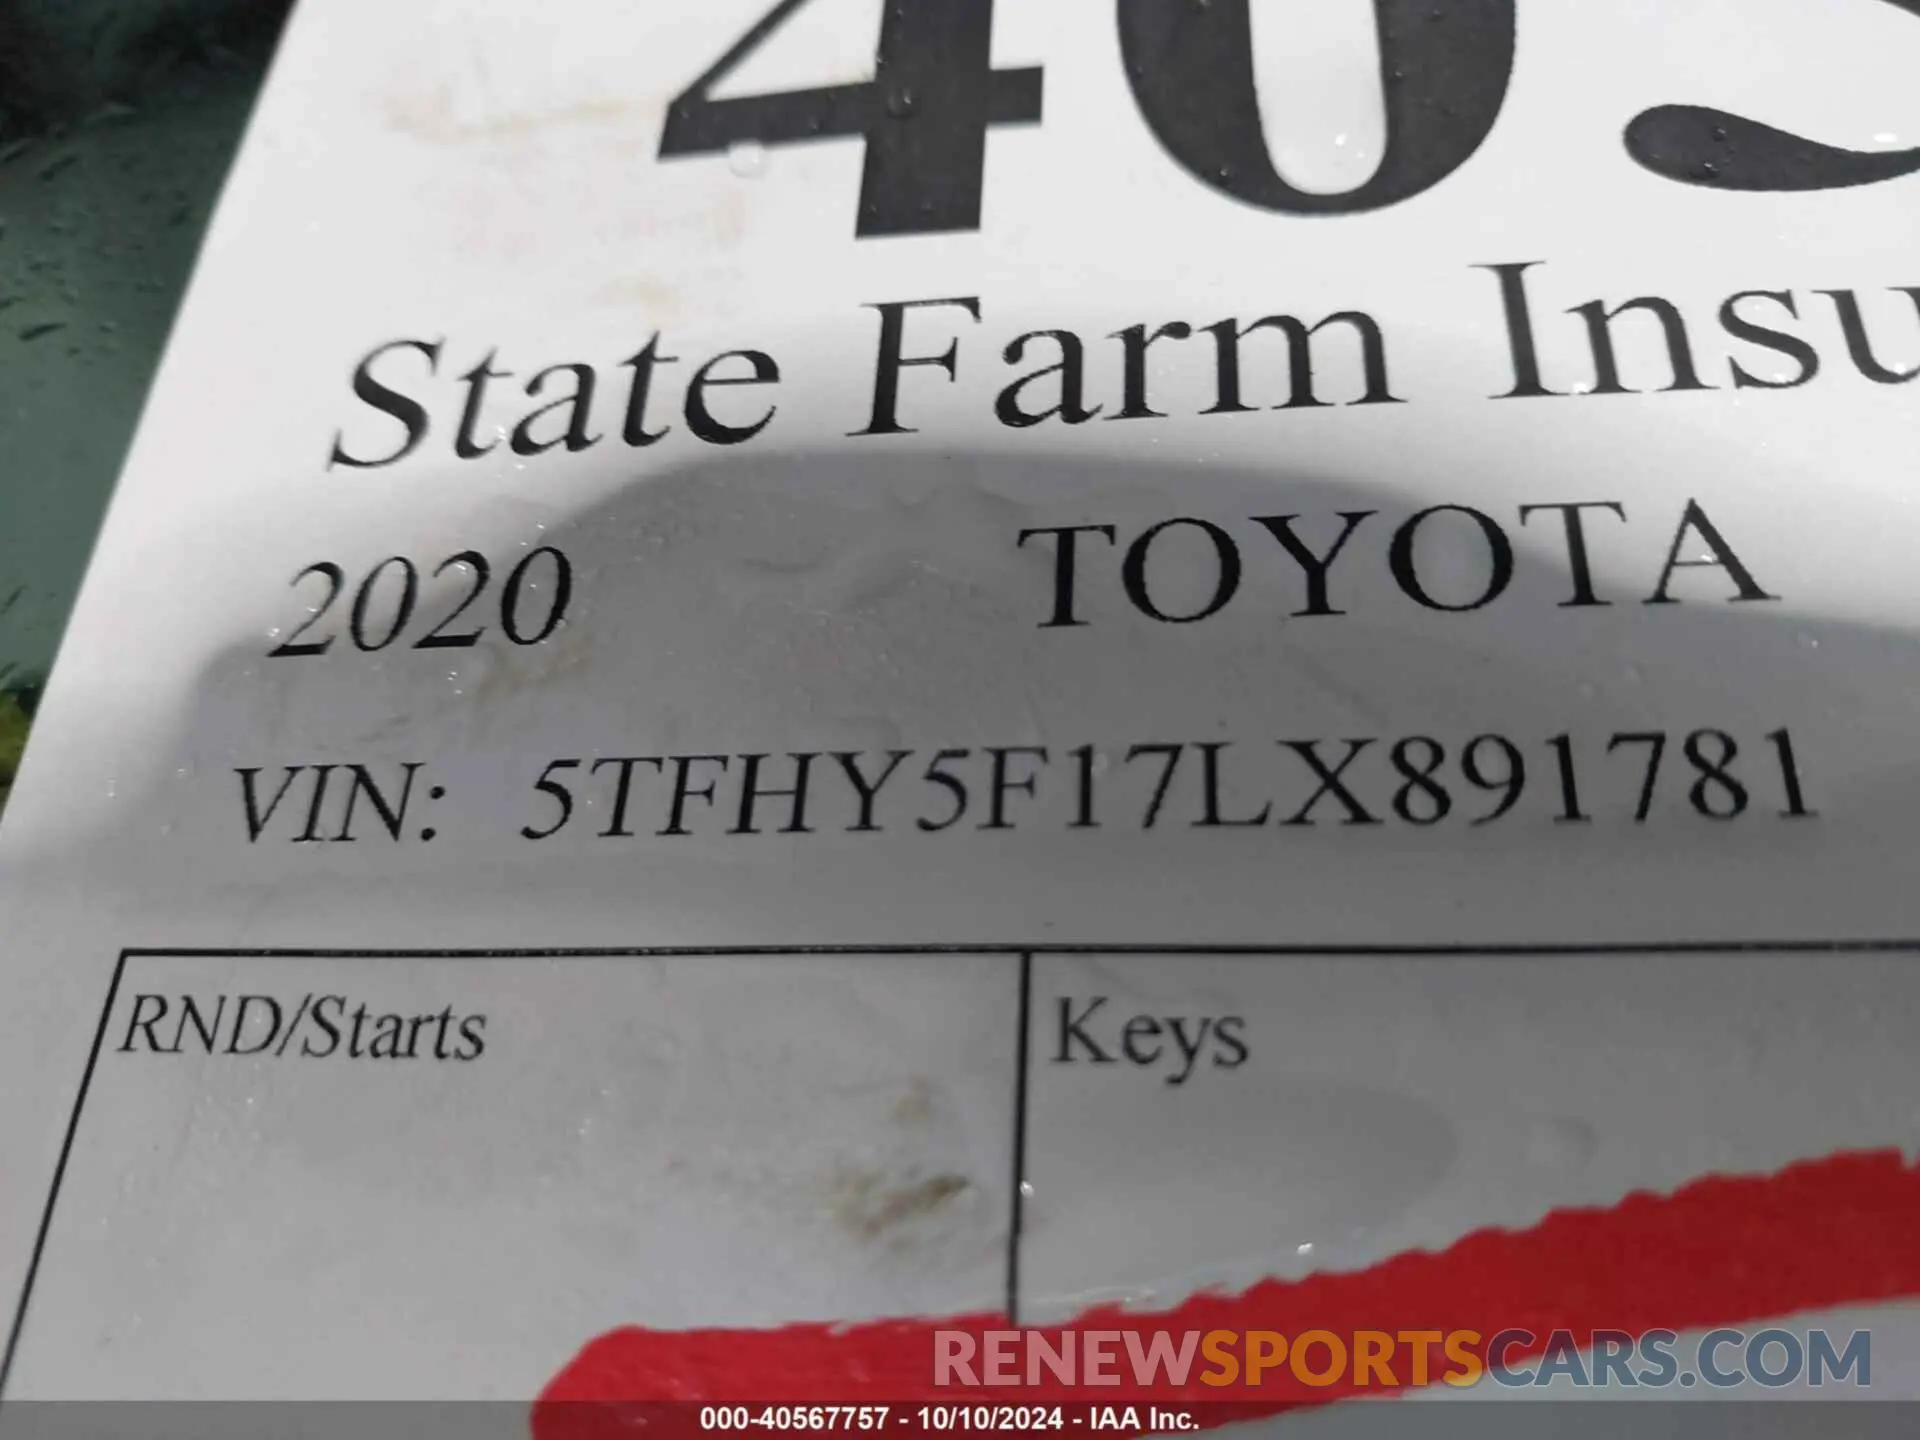 40
State Farm Insu
2020 TOYOTA
VIN: 5TFHY5F17LX891781
RND/Starts Keys
RENEWSPORTSCARS.COM
000-40567757 - 10/10/2024 - IAA Inc.